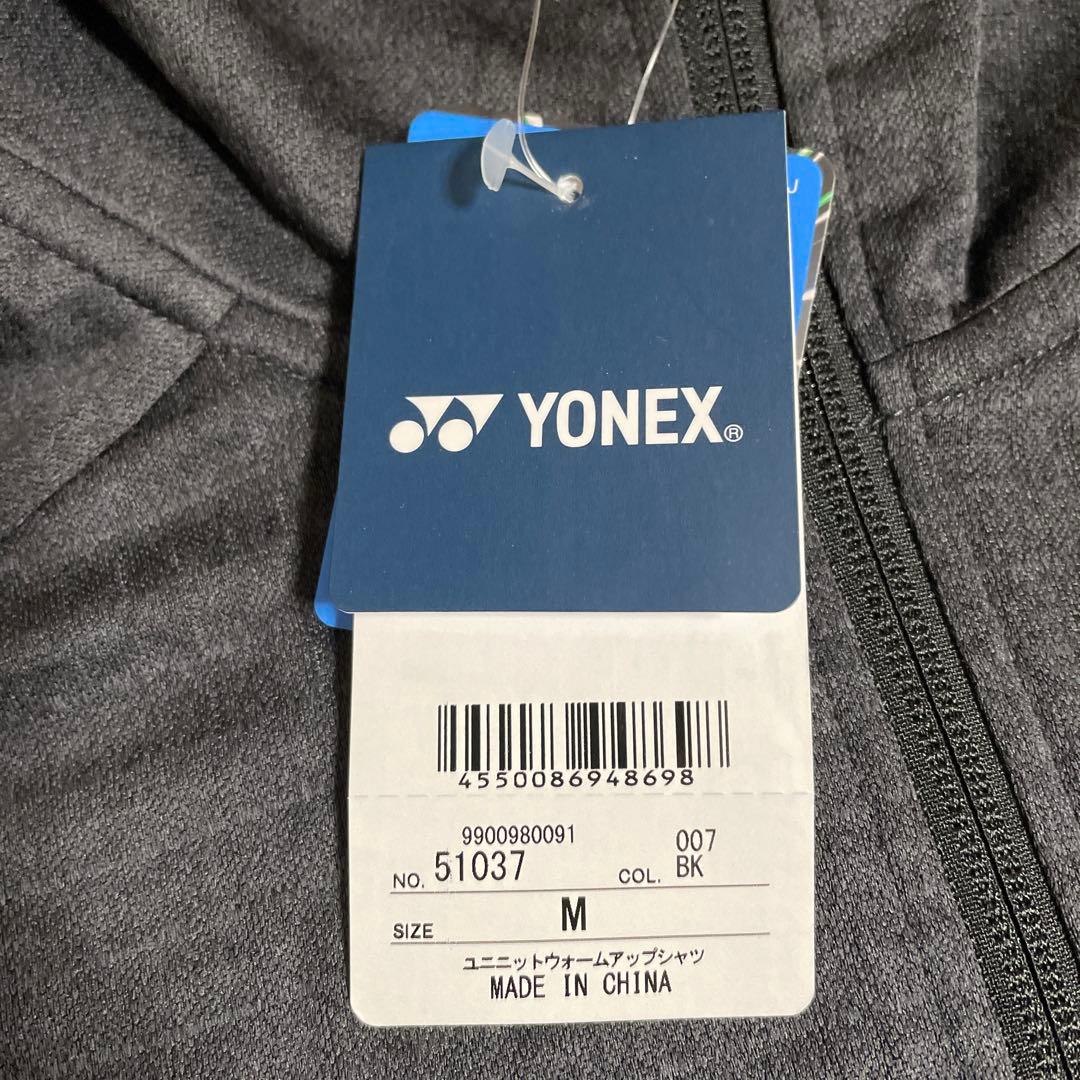 YONEX®
4550086948698
9900980091
NO. 51037
COL. 007 BK
SIZE M
ユニニットウォームアップシャツ
MADE IN CHINA